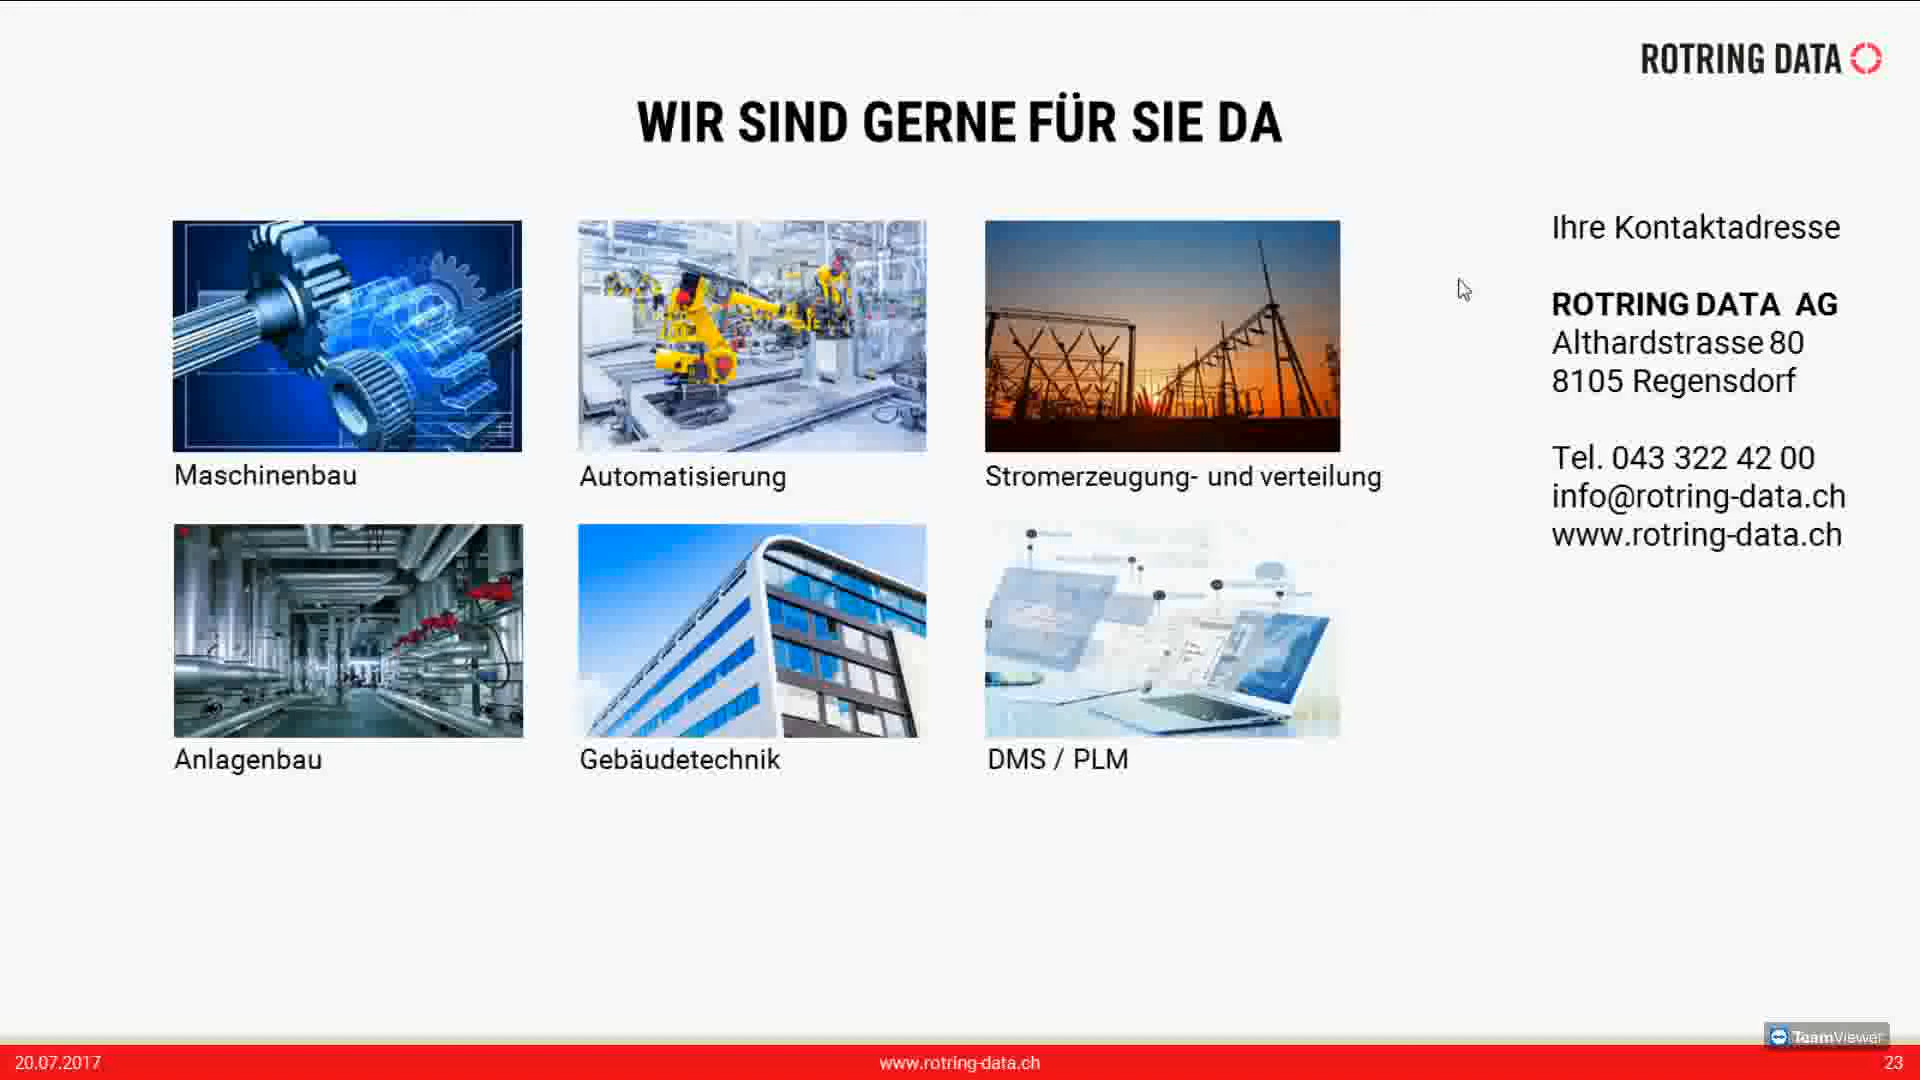 ROTRING DATA
WIR SIND GERNE FÜR SIE DA
Maschinenbau
Automatisierung
Stromerzeugung- und verteilung
Anlagenbau
Gebäudetechnik
DMS / PLM
Ihre Kontaktadresse
ROTRING DATA AG
Althardstrasse 80
8105 Regensdorf
Tel. 043 322 42 00
info@rotring-data.ch
www.rotring-data.ch
TeamViewer
20.07.2017
www.rotring-data.ch
23